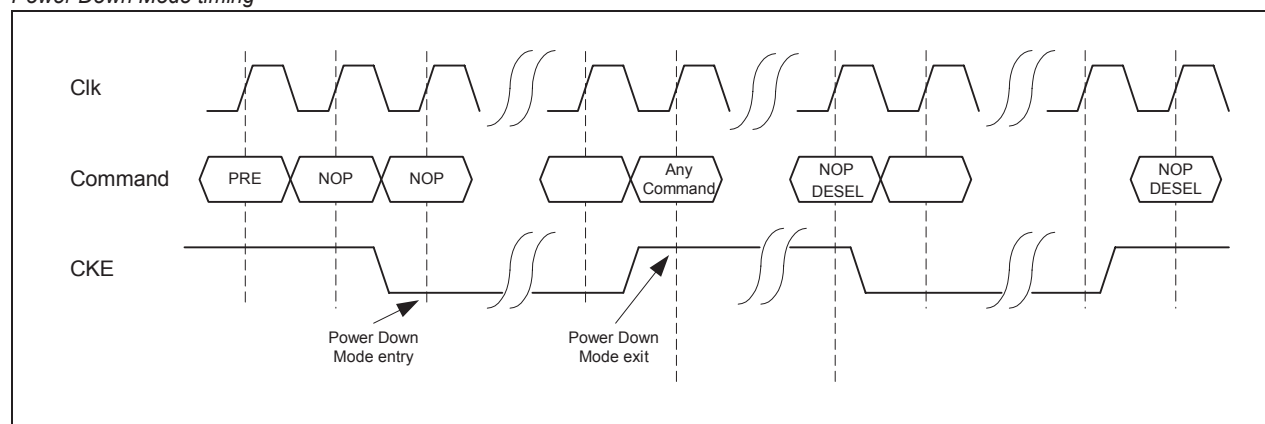 Power Down Mode timing
Clk
Command
PRE
NOP
NOP
Any
Command
NOP
DESEL
NOP
DESEL
CKE
Power Down
Mode entry
Power Down
Mode exit